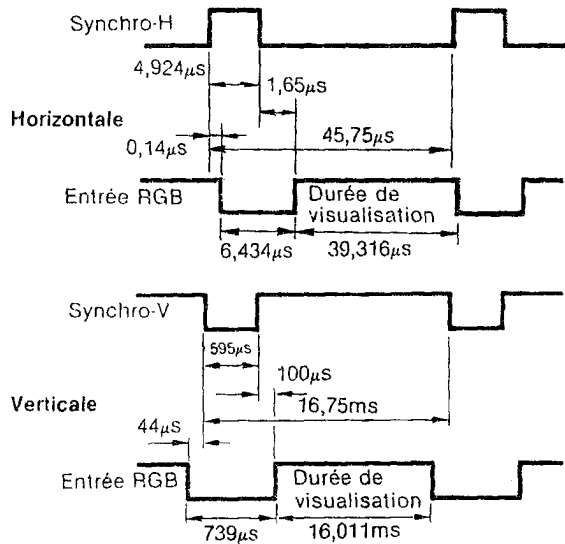 Synchro-H
4,924μs
1,65μs
Horizontale
0,14μs
45,75μs
Entrée RGB
Durée de
visualisation
6,434μs
39,316μs
Synchro-V
595μs
100μs
Verticale
16,75ms
44μs
Entrée RGB
Durée de
visualisation
739μs
16,011ms